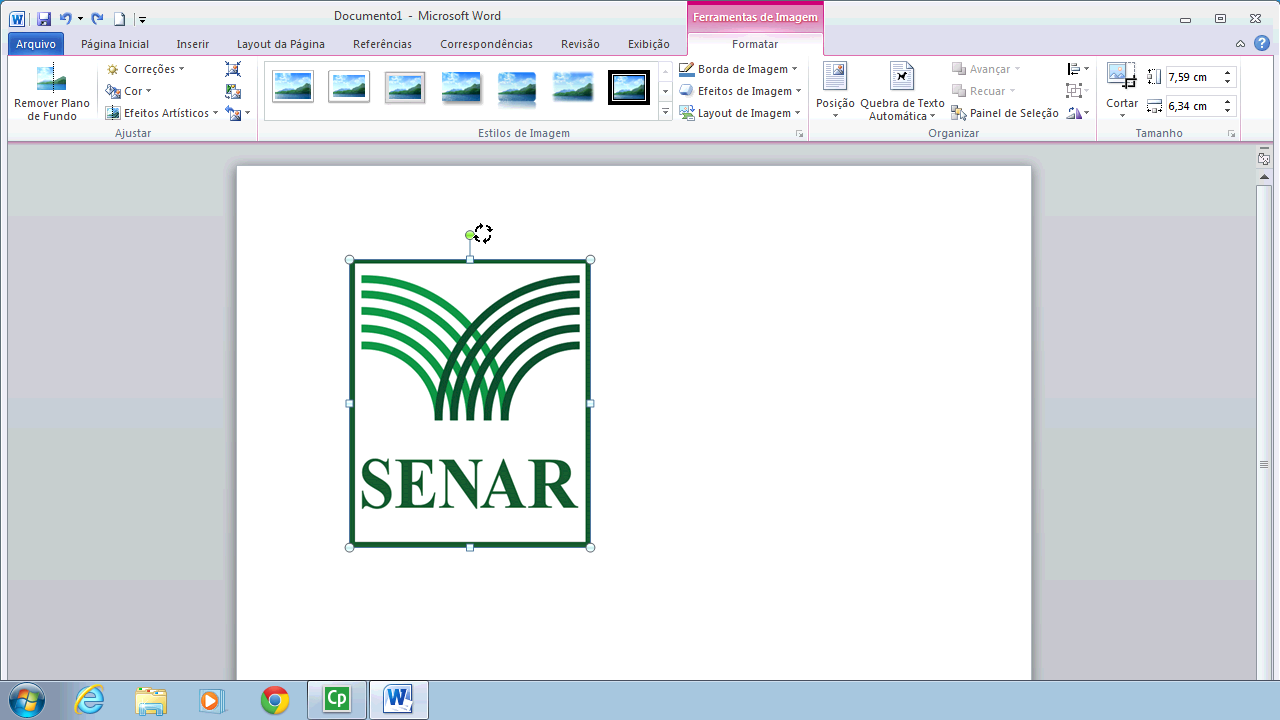 Documento1 - Microsoft Word
Ferramentas de Imagem
Arquivo
Página Inicial
Inserir
Layout da Página
Referências
Correspondências
Revisão
Exibição
Formatar
Remover Plano de Fundo
Correções
Cor
Efeitos Artísticos
Ajustar
Estilos de Imagem
Borda de Imagem
Efeitos de Imagem
Layout de Imagem
Posição
Quebra de Texto Automática
Avançar
Recuar
Painel de Seleção
Organizar
Cortar
7,59 cm
6,34 cm
Tamanho
SENAR
Cp
W